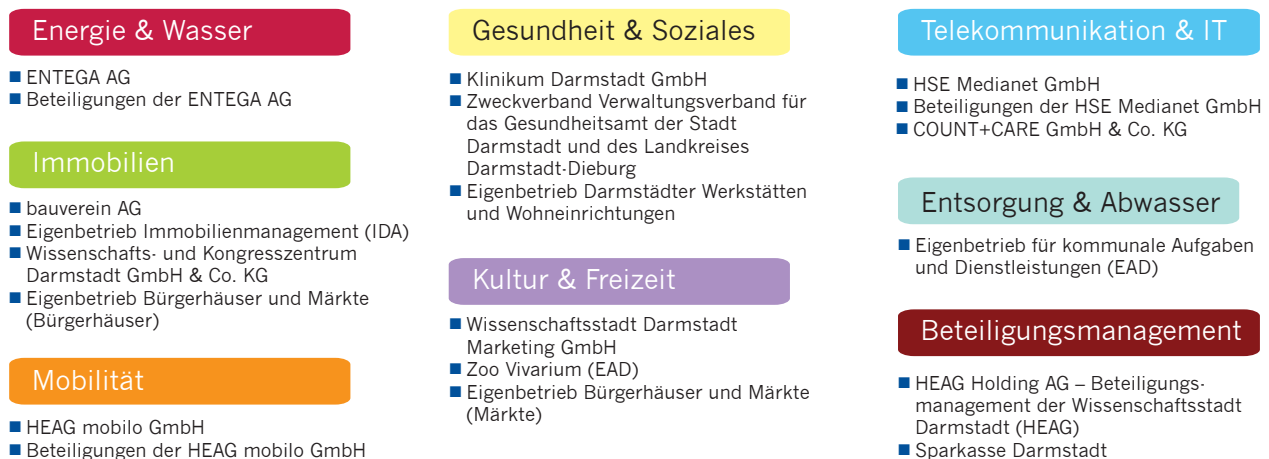 Energie & Wasser
■ ENTEGA AG
■ Beteiligungen der ENTEGA AG
Immobilien
■ bauverein AG
■ Eigenbetrieb Immobilienmanagement (IDA)
■ Wissenschafts- und Kongresszentrum
Darmstadt GmbH & Co. KG
■ Eigenbetrieb Bürgerhäuser und Märkte
(Bürgerhäuser)
Mobilität
■ HEAG mobilo GmbH
■ Beteiligungen der HEAG mobilo GmbH
Gesundheit & Soziales
■ Klinikum Darmstadt GmbH
■ Zweckverband Verwaltungsverband für
das Gesundheitsamt der Stadt
Darmstadt und des Landkreises
Darmstadt-Dieburg
■ Eigenbetrieb Darmstädter Werkstätten
und Wohneinrichtungen
Kultur & Freizeit
■ Wissenschaftsstadt Darmstadt
Marketing GmbH
■ Zoo Vivarium (EAD)
■ Eigenbetrieb Bürgerhäuser und Märkte
(Märkte)
Telekommunikation & IT
■ HSE Medianet GmbH
■ Beteiligungen der HSE Medianet GmbH
■ COUNT+CARE GmbH & Co. KG
Entsorgung & Abwasser
■ Eigenbetrieb für kommunale Aufgaben
und Dienstleistungen (EAD)
Beteiligungsmanagement
■ HEAG Holding AG – Beteiligungs-
management der Wissenschaftsstadt
Darmstadt (HEAG)
■ Sparkasse Darmstadt